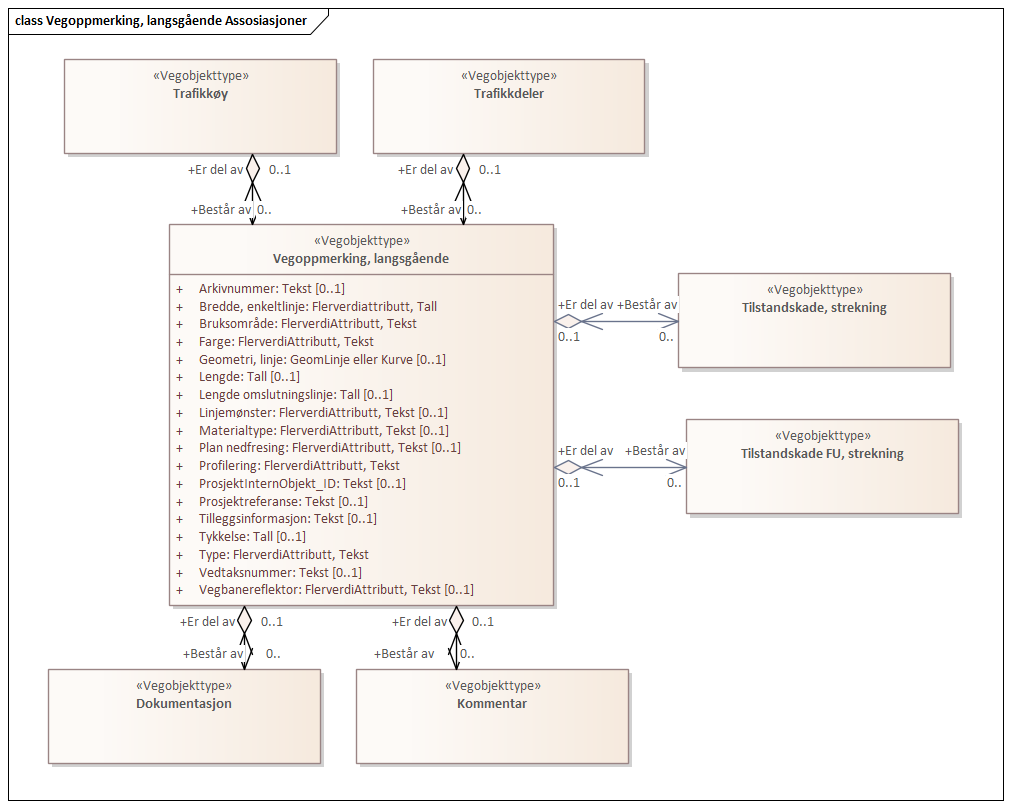 class Vegoppmerking, langsgående Assosiasjoner
«Vegobjekttype»
Trafikkøy
«Vegobjekttype»
Trafikkdeler
+Er del av 0..1
+Består av 0..
+Er del av 0..1
+Består av 0..
«Vegobjekttype»
Vegoppmerking, langsgående
+ Arkivnummer: Tekst [0..1]
+ Bredde, enkeltlinje: Flerverdiattributt, Tall
+ Bruksområde: FlerverdiAttributt, Tekst
+ Farge: FlerverdiAttributt, Tekst
+ Geometri, linje: GeomLinje eller Kurve [0..1]
+ Lengde: Tall [0..1]
+ Lengde omslutningslinje: Tall [0..1]
+ Linjemønster: FlerverdiAttributt, Tekst [0..1]
+ Materialtype: FlerverdiAttributt, Tekst [0..1]
+ Plan nedfresing: FlerverdiAttributt, Tekst [0..1]
+ Profilering: FlerverdiAttributt, Tekst
+ ProsjektInternObjekt_ID: Tekst [0..1]
+ Prosjektreferanse: Tekst [0..1]
+ Tilleggsinformasjon: Tekst [0..1]
+ Tykkelse: Tall [0..1]
+ Type: FlerverdiAttributt, Tekst
+ Vedtaksnummer: Tekst [0..1]
+ Vegbanereflektor: FlerverdiAttributt, Tekst [0..1]
+Er del av +Består av
0..1 0..
«Vegobjekttype»
Tilstandskade, strekning
+Er del av +Består av
0..1 0..
«Vegobjekttype»
Tilstandskade FU, strekning
+Er del av 0..1
+Består av 0..
+Er del av 0..1
+Består av 0..
«Vegobjekttype»
Dokumentasjon
«Vegobjekttype»
Kommentar